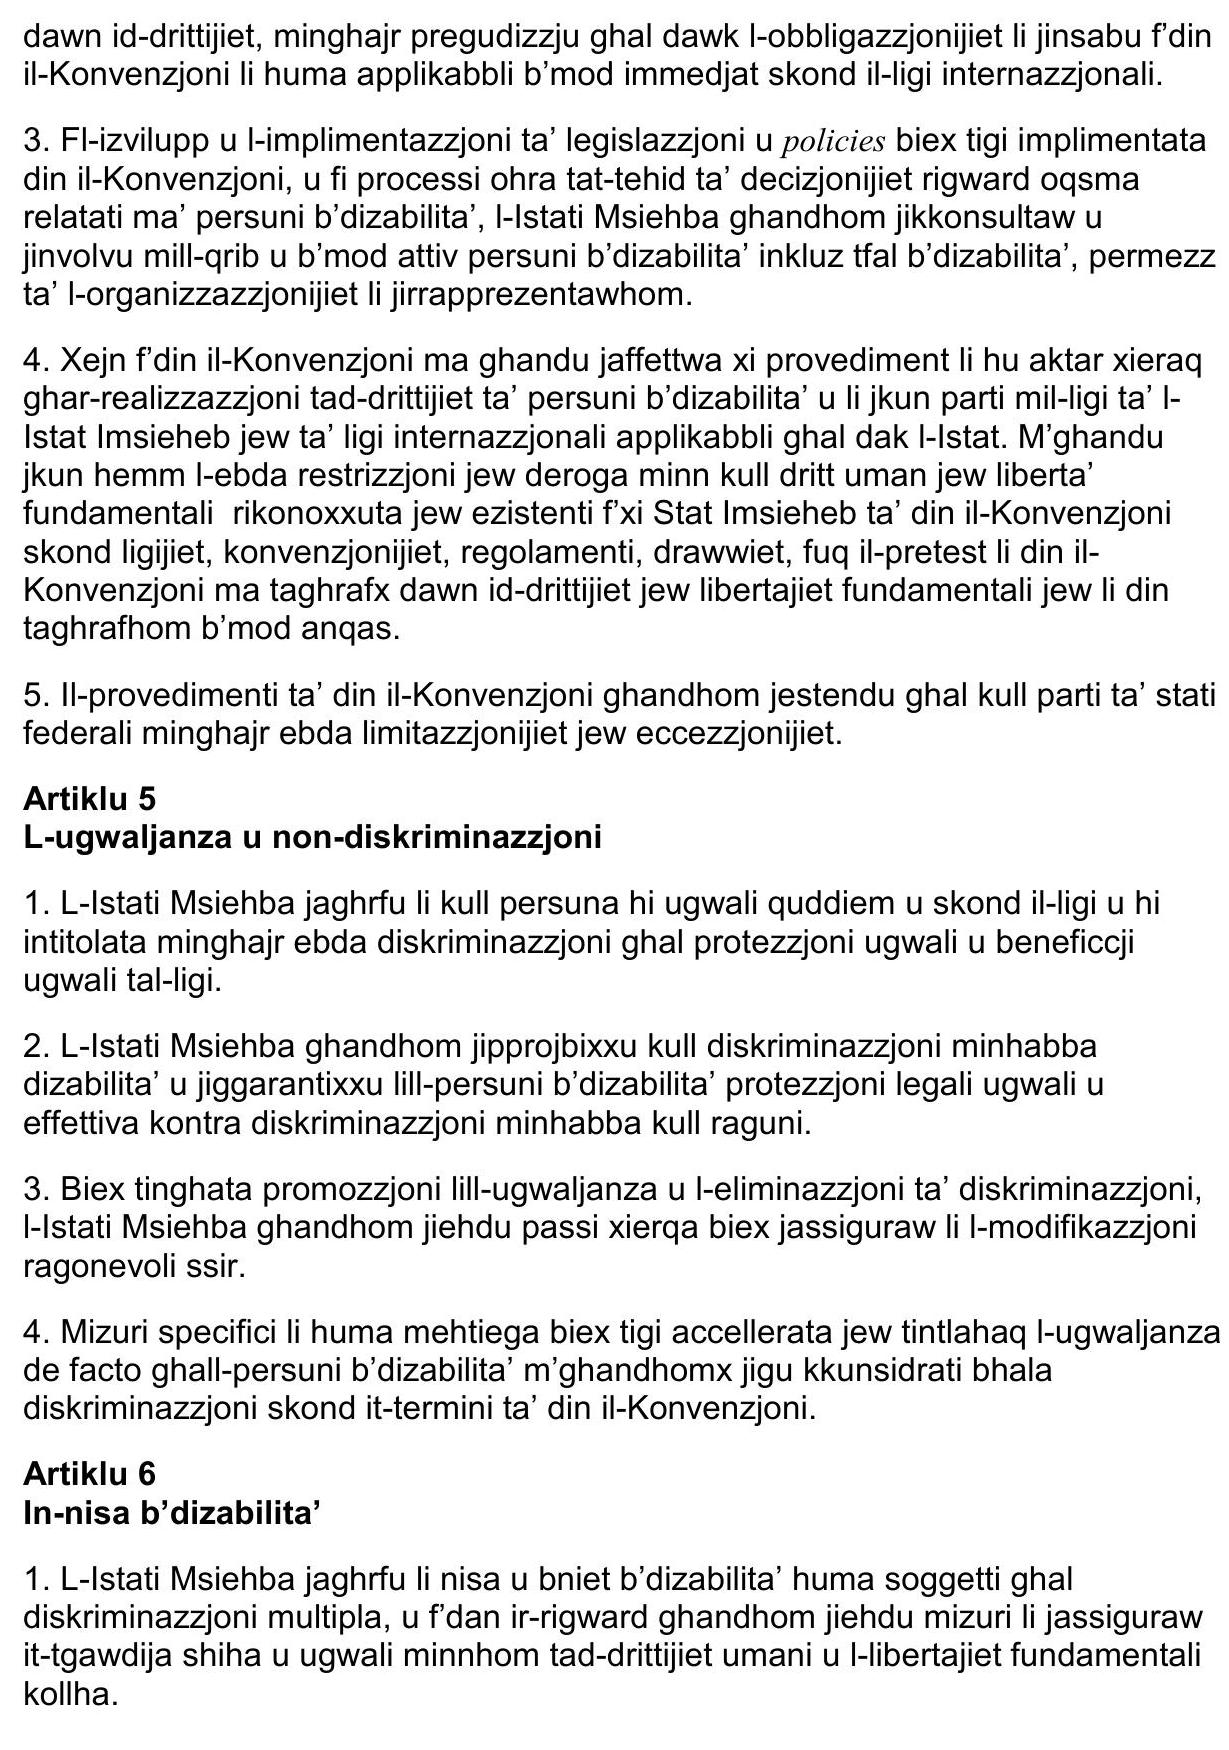 dawn id-drittijiet, minghajr pregudizzju ghal dawk l-obbligazzjonijiet li jinsabu f’din
il-Konvenzjoni li huma applikabbli b’mod immedjat skond il-ligi internazzjonali.
3. Fl-izvilupp u l-implimentazzjoni ta’ legislazzjoni u policies biex tigi implimentata
din il-Konvenzjoni, u fi processi ohra tat-tehid ta’ decizjonijiet rigward oqsma
relatati ma’ persuni b’dizabilita’, l-Istati Msiehba ghandhom jikkonsultaw u
jinvolvu mill-qrib u b’mod attiv persuni b’dizabilita’ inkluz tfal b’dizabilita’, permezz
ta’ l-organizzazzjonijiet li jirrapprezentawhom.
4. Xejn f’din il-Konvenzjoni ma ghandu jaffettwa xi provediment li hu aktar xieraq
ghar-realizzazzjoni tad-drittijiet ta’ persuni b’dizabilita’ u li jkun parti mil-ligi ta’ l-
Istat Imsieheb jew ta’ ligi internazzjonali applikabbli ghal dak l-Istat. M’ghandu
jkun hemm l-ebda restrizzjoni jew deroga minn kull dritt uman jew liberta’
fundamentali  rikonoxxuta jew ezistenti f’xi Stat Imsieheb ta’ din il-Konvenzjoni
skond ligijiet, konvenzjonijiet, regolamenti, drawwiet, fuq il-pretest li din il-
Konvenzjoni ma taghrafx dawn id-drittijiet jew libertajiet fundamentali jew li din
taghrafhom b’mod anqas.
5. Il-provedimenti ta’ din il-Konvenzjoni ghandhom jestendu ghal kull parti ta’ stati
federali minghajr ebda limitazzjonijiet jew eccezzjonijiet.
Artiklu 5
L-ugwaljanza u non-diskriminazzjoni
1. L-Istati Msiehba jaghrfu li kull persuna hi ugwali quddiem u skond il-ligi u hi
intitolata minghajr ebda diskriminazzjoni ghal protezzjoni ugwali u beneficcji
ugwali tal-ligi.
2. L-Istati Msiehba ghandhom jipprojbixxu kull diskriminazzjoni minhabba
dizabilita’ u jiggarantixxu lill-persuni b’dizabilita’ protezzjoni legali ugwali u
effettiva kontra diskriminazzjoni minhabba kull raguni.
3. Biex tinghata promozzjoni lill-ugwaljanza u l-eliminazzjoni ta’ diskriminazzjoni,
l-Istati Msiehba ghandhom jiehdu passi xierqa biex jassiguraw li l-modifikazzjoni
ragonevoli ssir.
4. Mizuri specifici li huma mehtiega biex tigi accellerata jew tintlahaq l-ugwaljanza
de facto ghall-persuni b’dizabilita’ m’ghandhomx jigu kkunsidrati bhala
diskriminazzjoni skond it-termini ta’ din il-Konvenzjoni.
Artiklu 6
In-nisa b’dizabilita’
1. L-Istati Msiehba jaghrfu li nisa u bniet b’dizabilita’ huma soggetti ghal
diskriminazzjoni multipla, u f’dan ir-rigward ghandhom jiehdu mizuri li jassiguraw
it-tgawdija shiha u ugwali minnhom tad-drittijiet umani u l-libertajiet fundamentali
kollha.